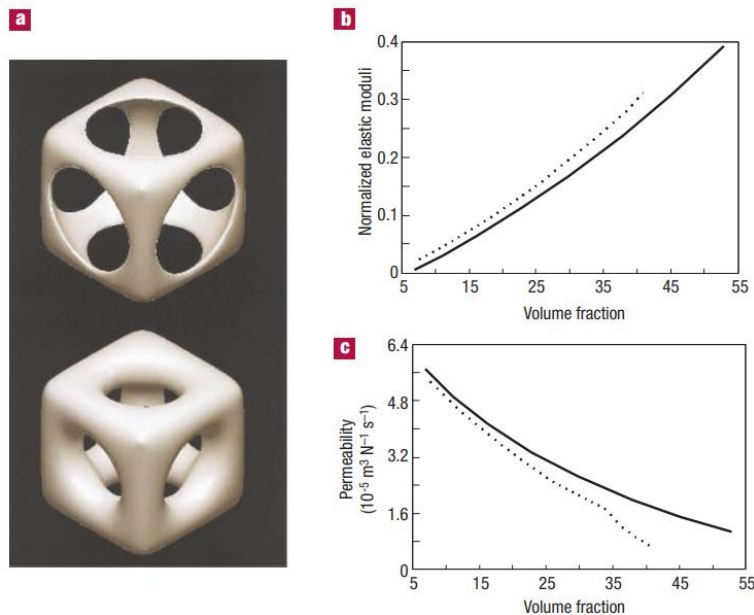 a
b
Normalized elastic moduli
0.4
0.3
0.2
0.1
0
5 15 25 35 45 55
Volume fraction
c
Permeability
(10⁻⁵ m³ N⁻¹ s⁻¹)
6.4
4.8
3.2
1.6
0
5 15 25 35 45 55
Volume fraction